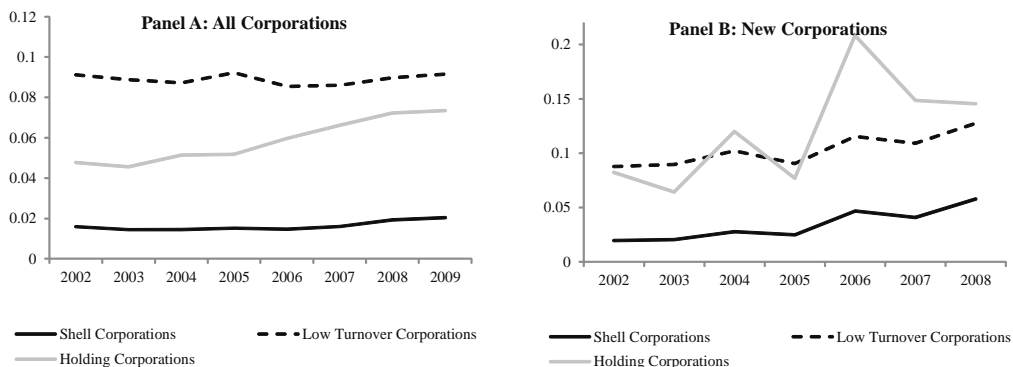 Panel A: All Corporations
0.12
0.1
0.08
0.06
0.04
0.02
0
2002 2003 2004 2005 2006 2007 2008 2009
Shell Corporations Low Turnover Corporations
Holding Corporations
Panel B: New Corporations
0.2
0.15
0.1
0.05
0
2002 2003 2004 2005 2006 2007 2008
Shell Corporations Low Turnover Corporations
Holding Corporations